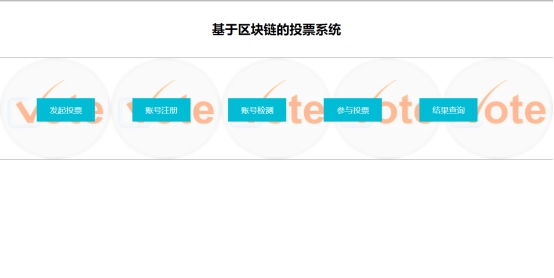 基于区块链的投票系统
发起投票 账号注册 账号检测 参与投票 结果查询
vote vote vote vote vote